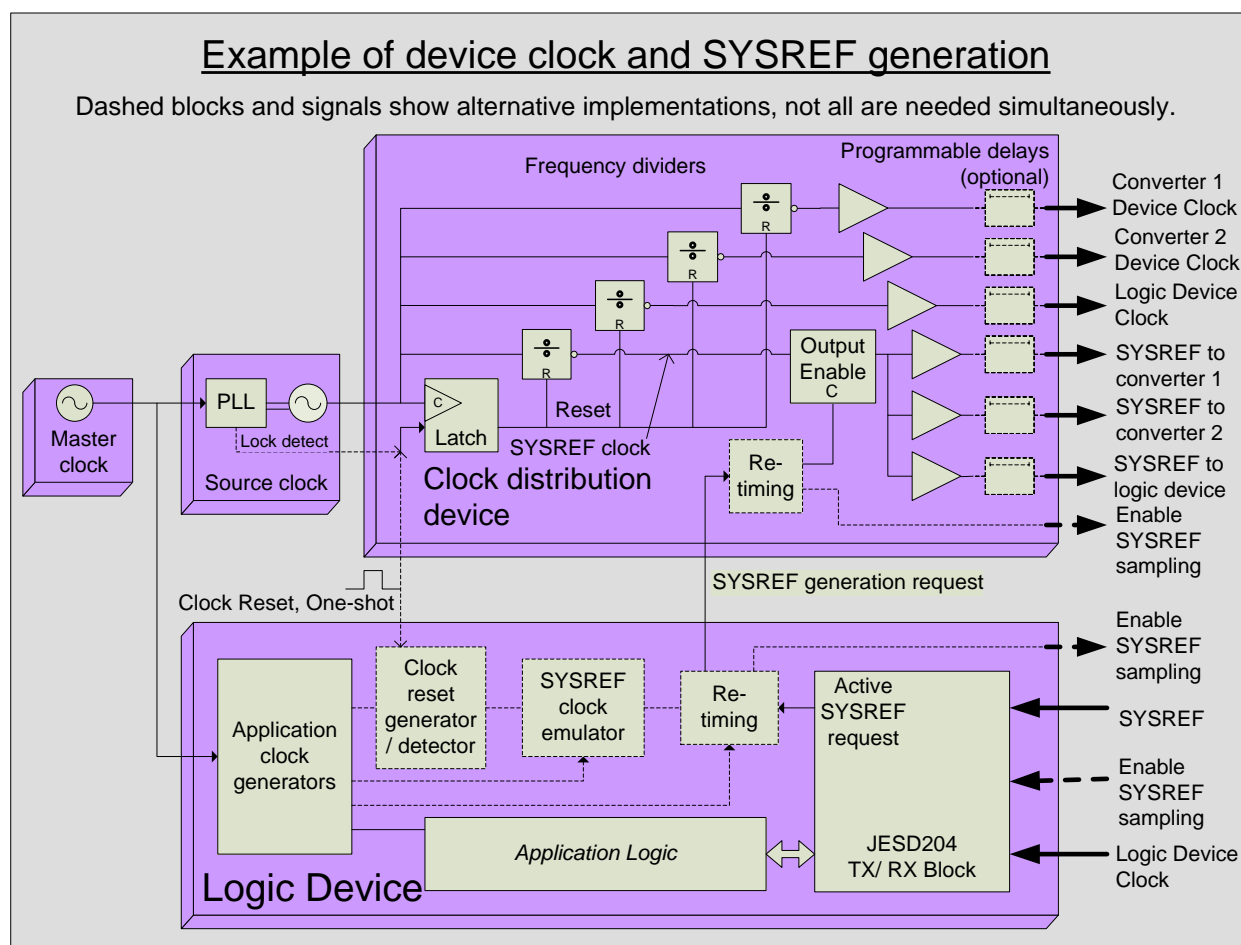 Example of device clock and SYSREF generation
Dashed blocks and signals show alternative implementations, not all are needed simultaneously.
Frequency dividers
Programmable delays
(optional)
Converter 1
Device Clock
Converter 2
Device Clock
Logic Device
Clock
SYSREF to
converter 1
SYSREF to
converter 2
SYSREF to
logic device
Enable
SYSREF
sampling
R
R
R
R
Output
Enable
C
Master
clock
PLL
Lock detect
Source clock
C
Latch
Reset
SYSREF clock
Clock distribution
device
Re-
timing
SYSREF generation request
Clock Reset, One-shot
Application
clock
generators
Clock
reset
generator
/ detector
SYSREF
clock
emulator
Re-
timing
Active
SYSREF
request
JESD204
TX/ RX Block
Application Logic
Logic Device
Enable
SYSREF
sampling
SYSREF
Enable
SYSREF
sampling
Logic Device
Clock